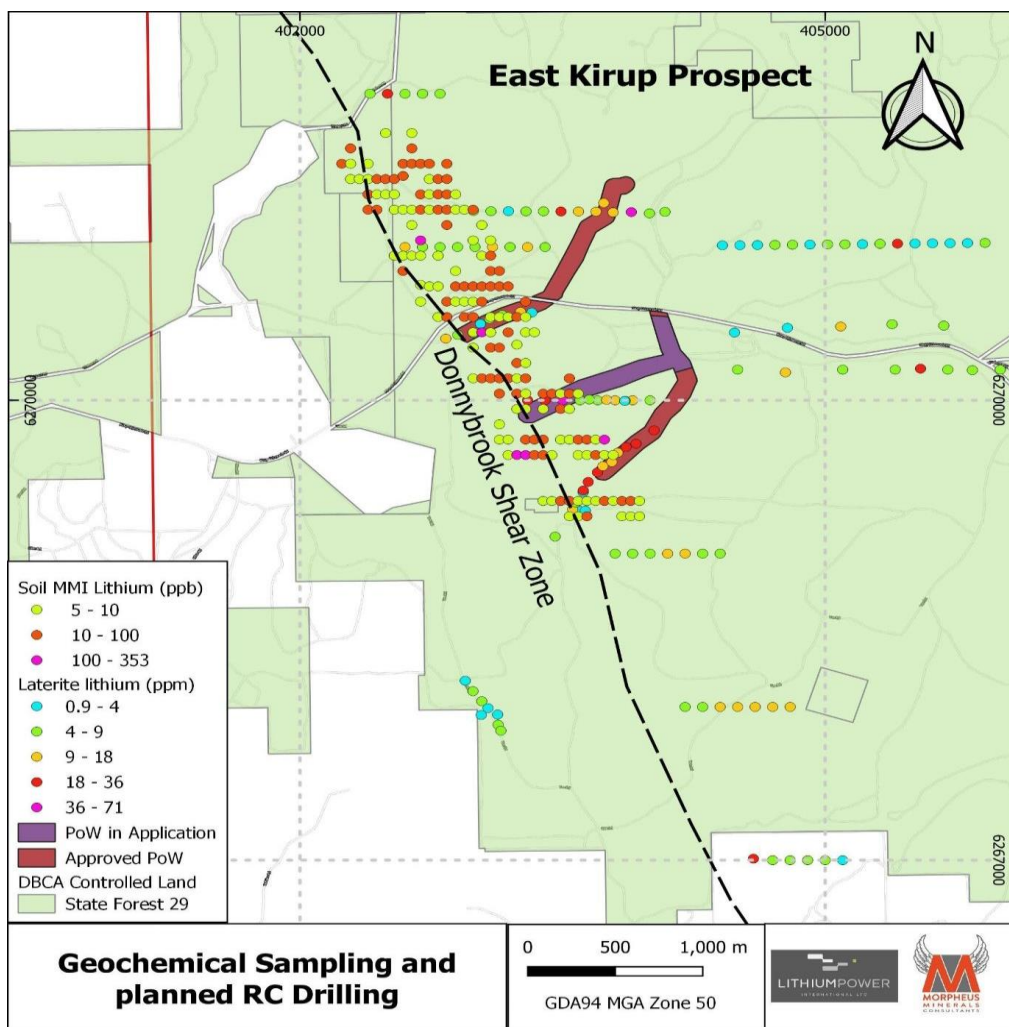 402000
405000
East Kirup Prospect
N
6270000
6270000
Donnybrook Shear Zone
Soil MMI Lithium (ppb)
5 - 10
10 - 100
100 - 353
Laterite lithium (ppm)
0.9 - 4
4 - 9
9 - 18
18 - 36
36 - 71
PoW in Application
Approved PoW
DBCA Controlled Land
State Forest 29
6267000
Geochemical Sampling and
planned RC Drilling
0 500 1,000 m
GDA94 MGA Zone 50
LITHIUMPOWER
INTERNATIONAL LTD
MORPHEUS
MINERALS
CONSULTANTS